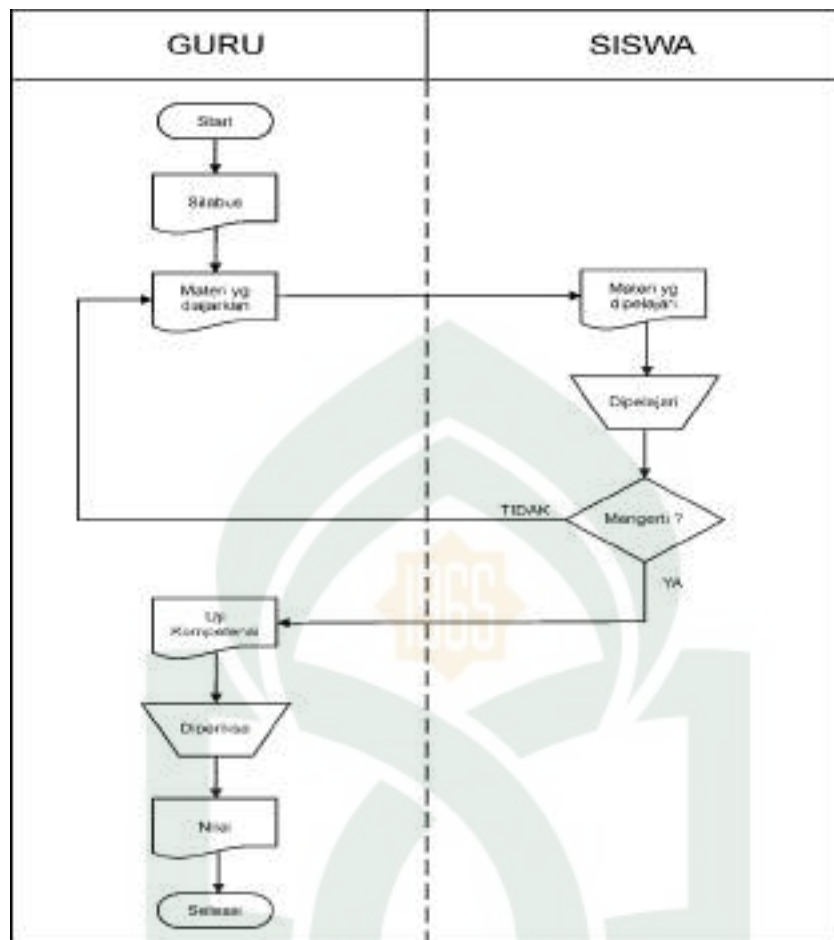 GURU
SISWA
Start
Silabus
Materi yg
diajarkan
Materi yg
dipelajari
Dipelajari
Mengerti ?
TIDAK
YA
Uji
Kompetensi
Diperiksa
Nilai
Selesai
1965